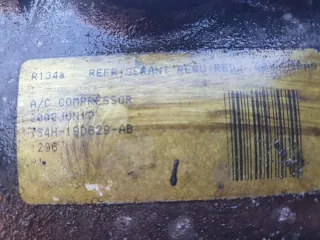 R134a REFRIGERANT REQUIRED
A/C COMPRESSOR
2002JUN17
7S4H-19D629-AB
1296